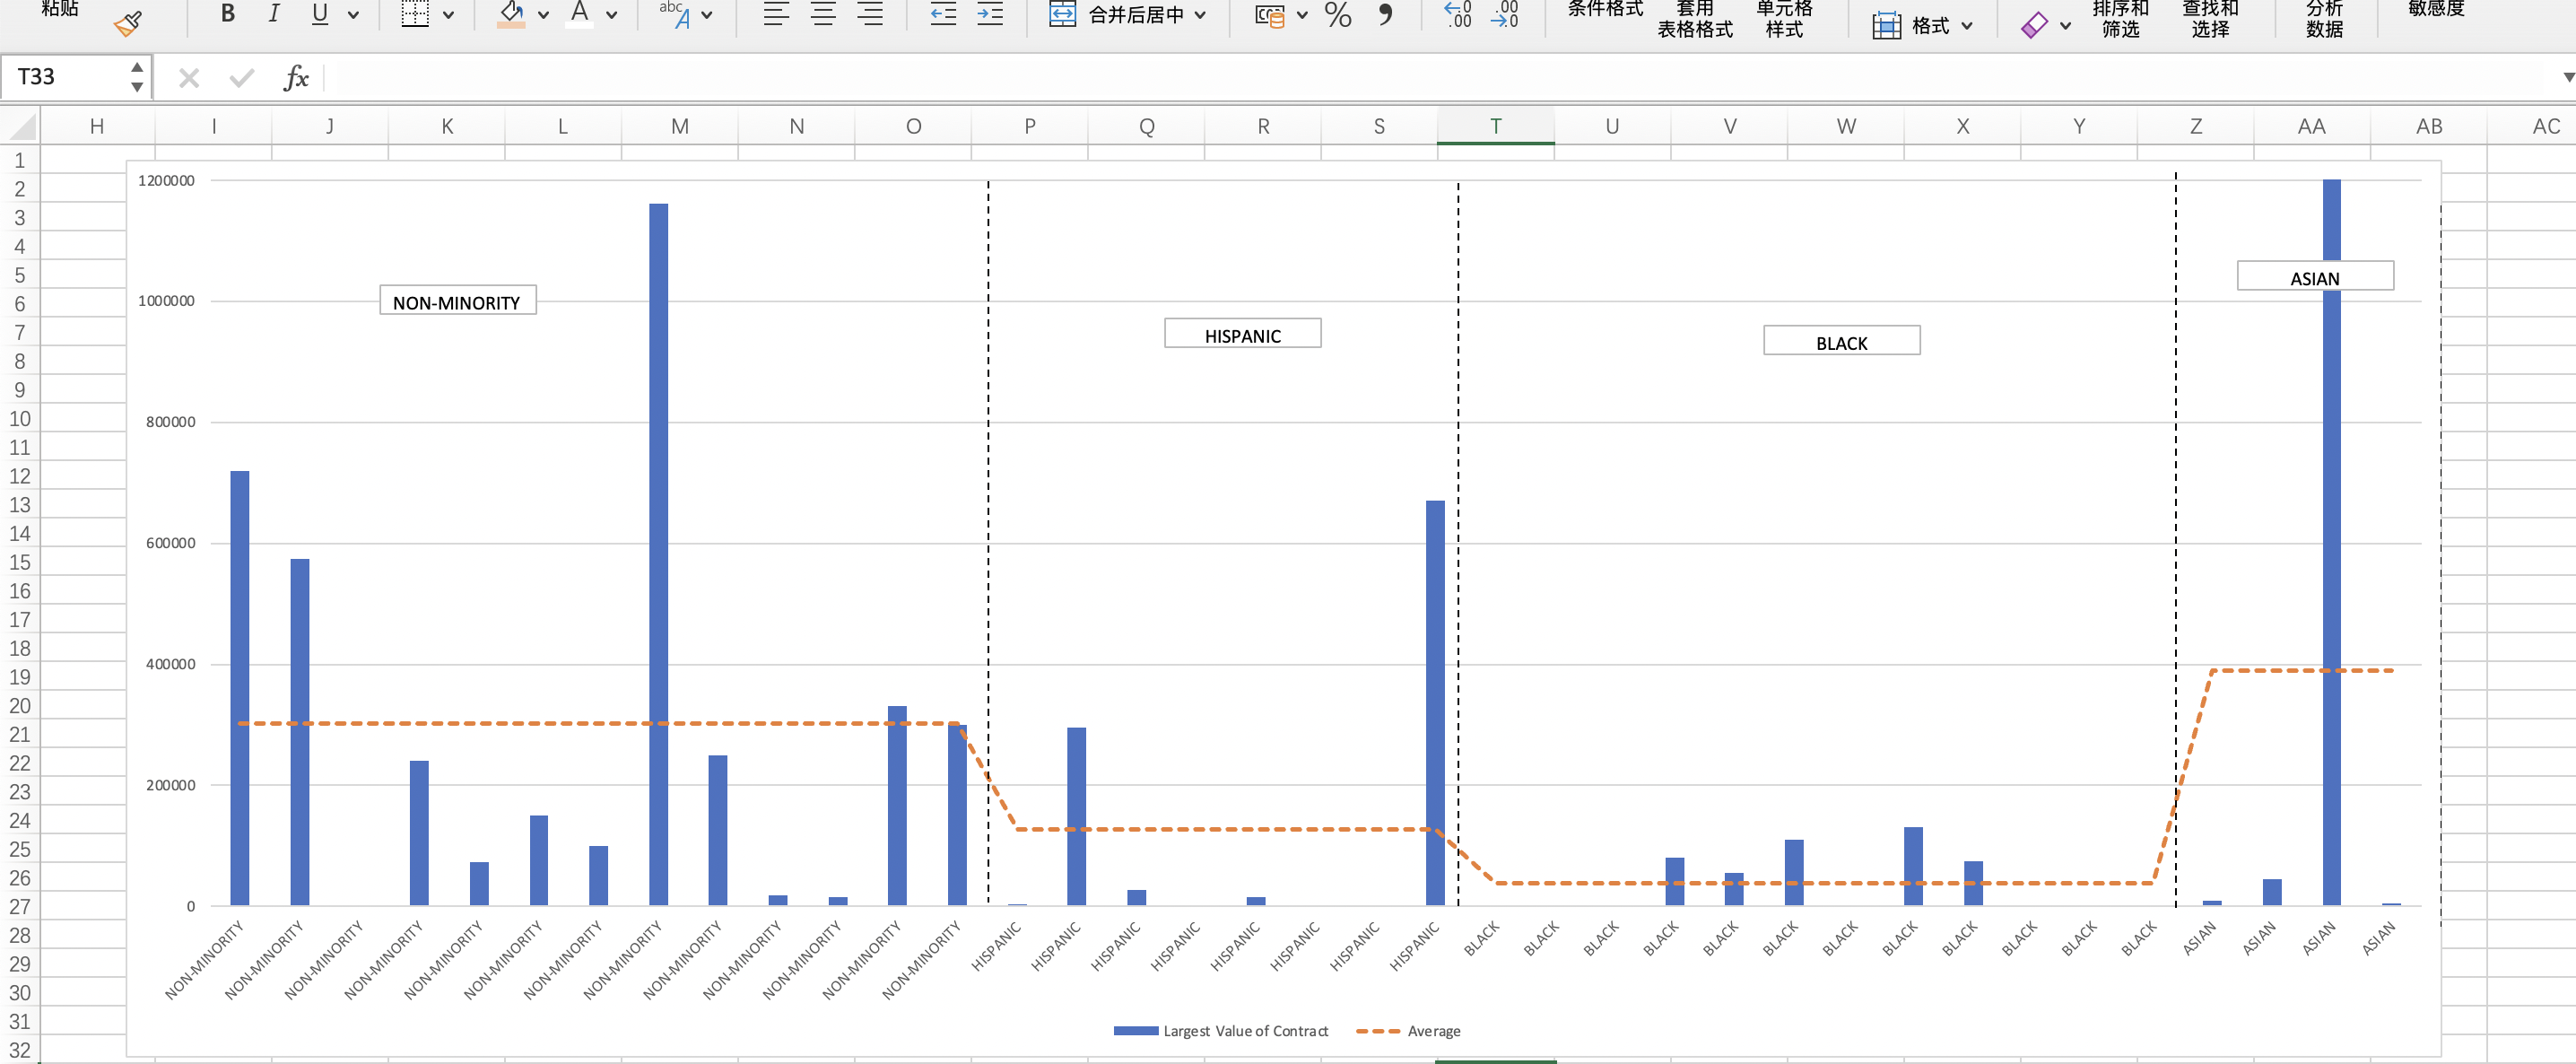 粘贴
B I U
A
abc A
合并后居中
%
.00
.00
条件格式
套用
表格格式
单元格
样式
格式
排序和
筛选
查找和
选择
分析
数据
敏感度
T33
fx
H I J K L M N O P Q R S T U V W X Y Z AA AB AC
1
2
3
4
5
6
7
8
9
10
11
12
13
14
15
16
17
18
19
20
21
22
23
24
25
26
27
28
29
30
31
32
1200000
1000000
800000
600000
400000
200000
0
NON-MINORITY
HISPANIC
BLACK
ASIAN
NON-MINORITY
NON-MINORITY
NON-MINORITY
NON-MINORITY
NON-MINORITY
NON-MINORITY
NON-MINORITY
NON-MINORITY
NON-MINORITY
NON-MINORITY
NON-MINORITY
NON-MINORITY
NON-MINORITY
HISPANIC
HISPANIC
HISPANIC
HISPANIC
HISPANIC
HISPANIC
HISPANIC
HISPANIC
BLACK
BLACK
BLACK
BLACK
BLACK
BLACK
BLACK
BLACK
BLACK
BLACK
BLACK
BLACK
ASIAN
ASIAN
ASIAN
ASIAN
Largest Value of Contract
Average